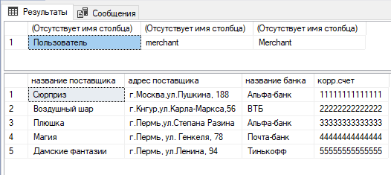 Результаты Сообщения
(Отсутствует имя столбца) (Отсутствует имя столбца) (Отсутствует имя столбца)
1 Пользователь merchant Merchant
название поставщика адрес поставщика название банка корр.счет
1 Сюрприз г.Москва,ул.Пушкина, 188 Альфа-банк 11111111111111
2 Воздушный шар г.Кигур,ул.Карла-Маркса,56 ВТБ 22222222222222
3 Плюшка г.Пермь,ул.Степана Разина Альфа-банк 33333333333333
4 Магия г.Пермь, ул. Генкеля, 78 Почта-банк 44444444444444
5 Дамские фантазии г.Пермь, ул.Ленина, 94 Тинькофф 55555555555555